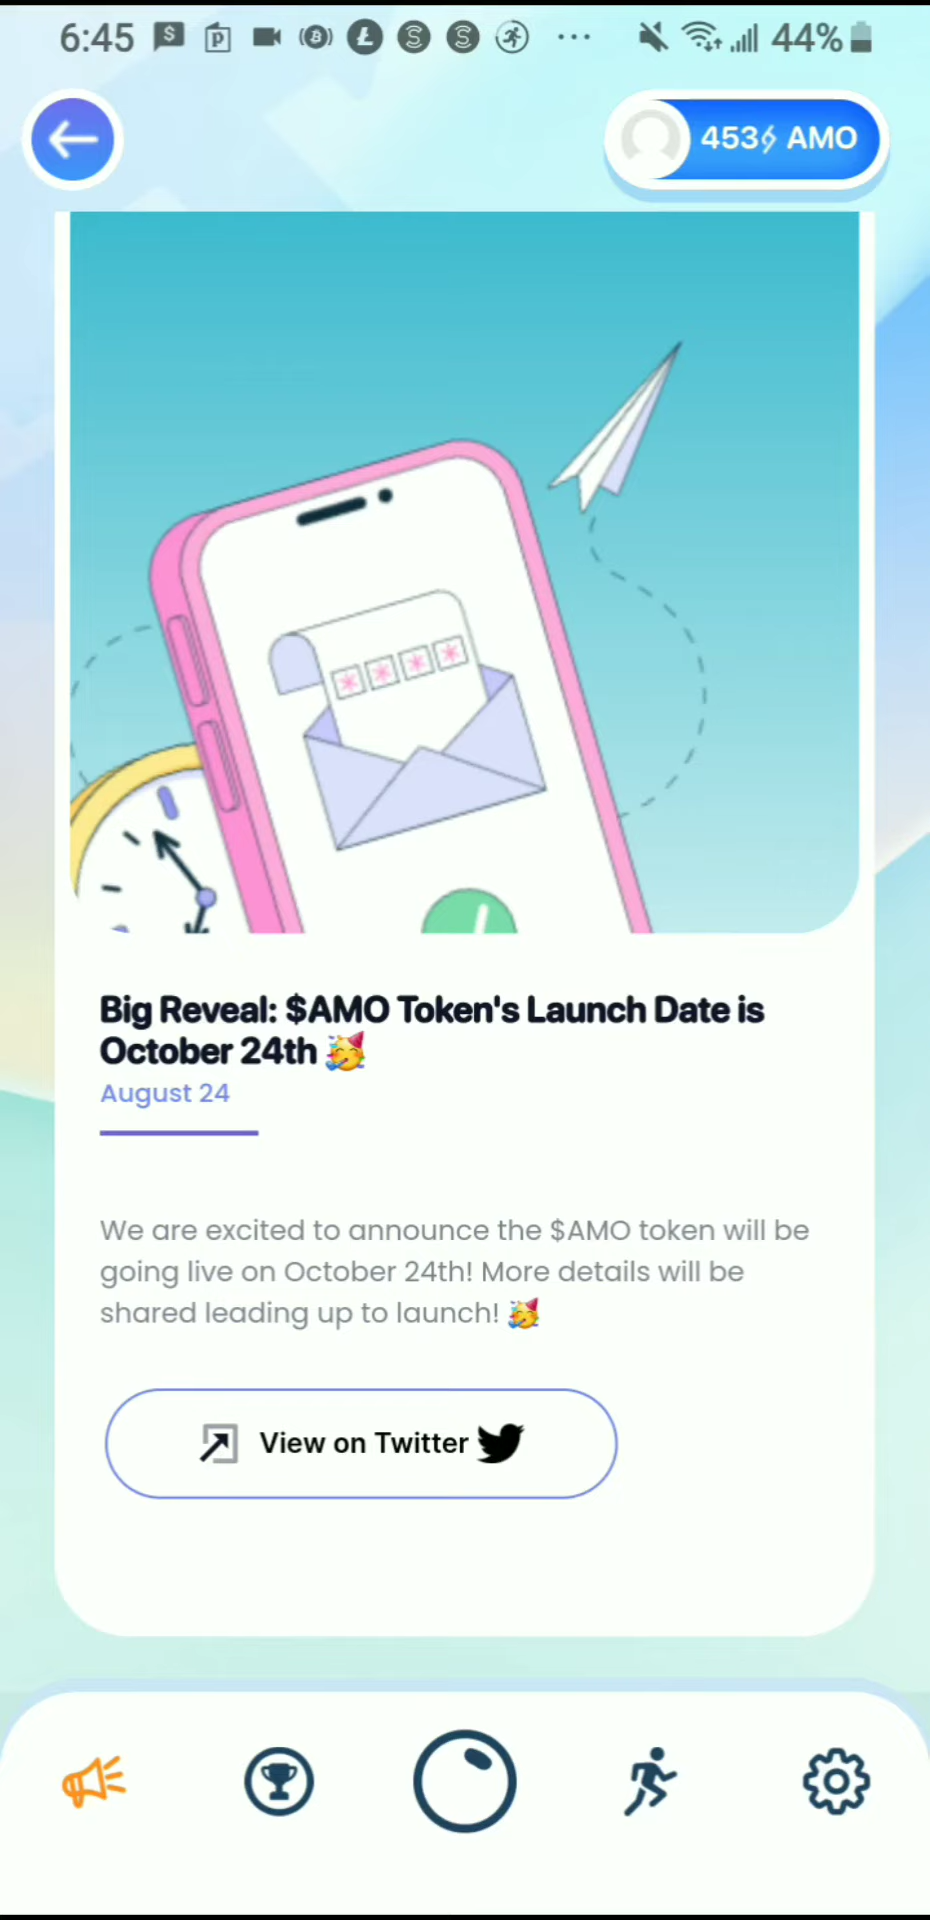 6:45
44%
453 AMO
Big Reveal: $AMO Token's Launch Date is
October 24th 🥳
August 24
We are excited to announce the $AMO token will be
going live on October 24th! More details will be
shared leading up to launch! 🥳
View on Twitter